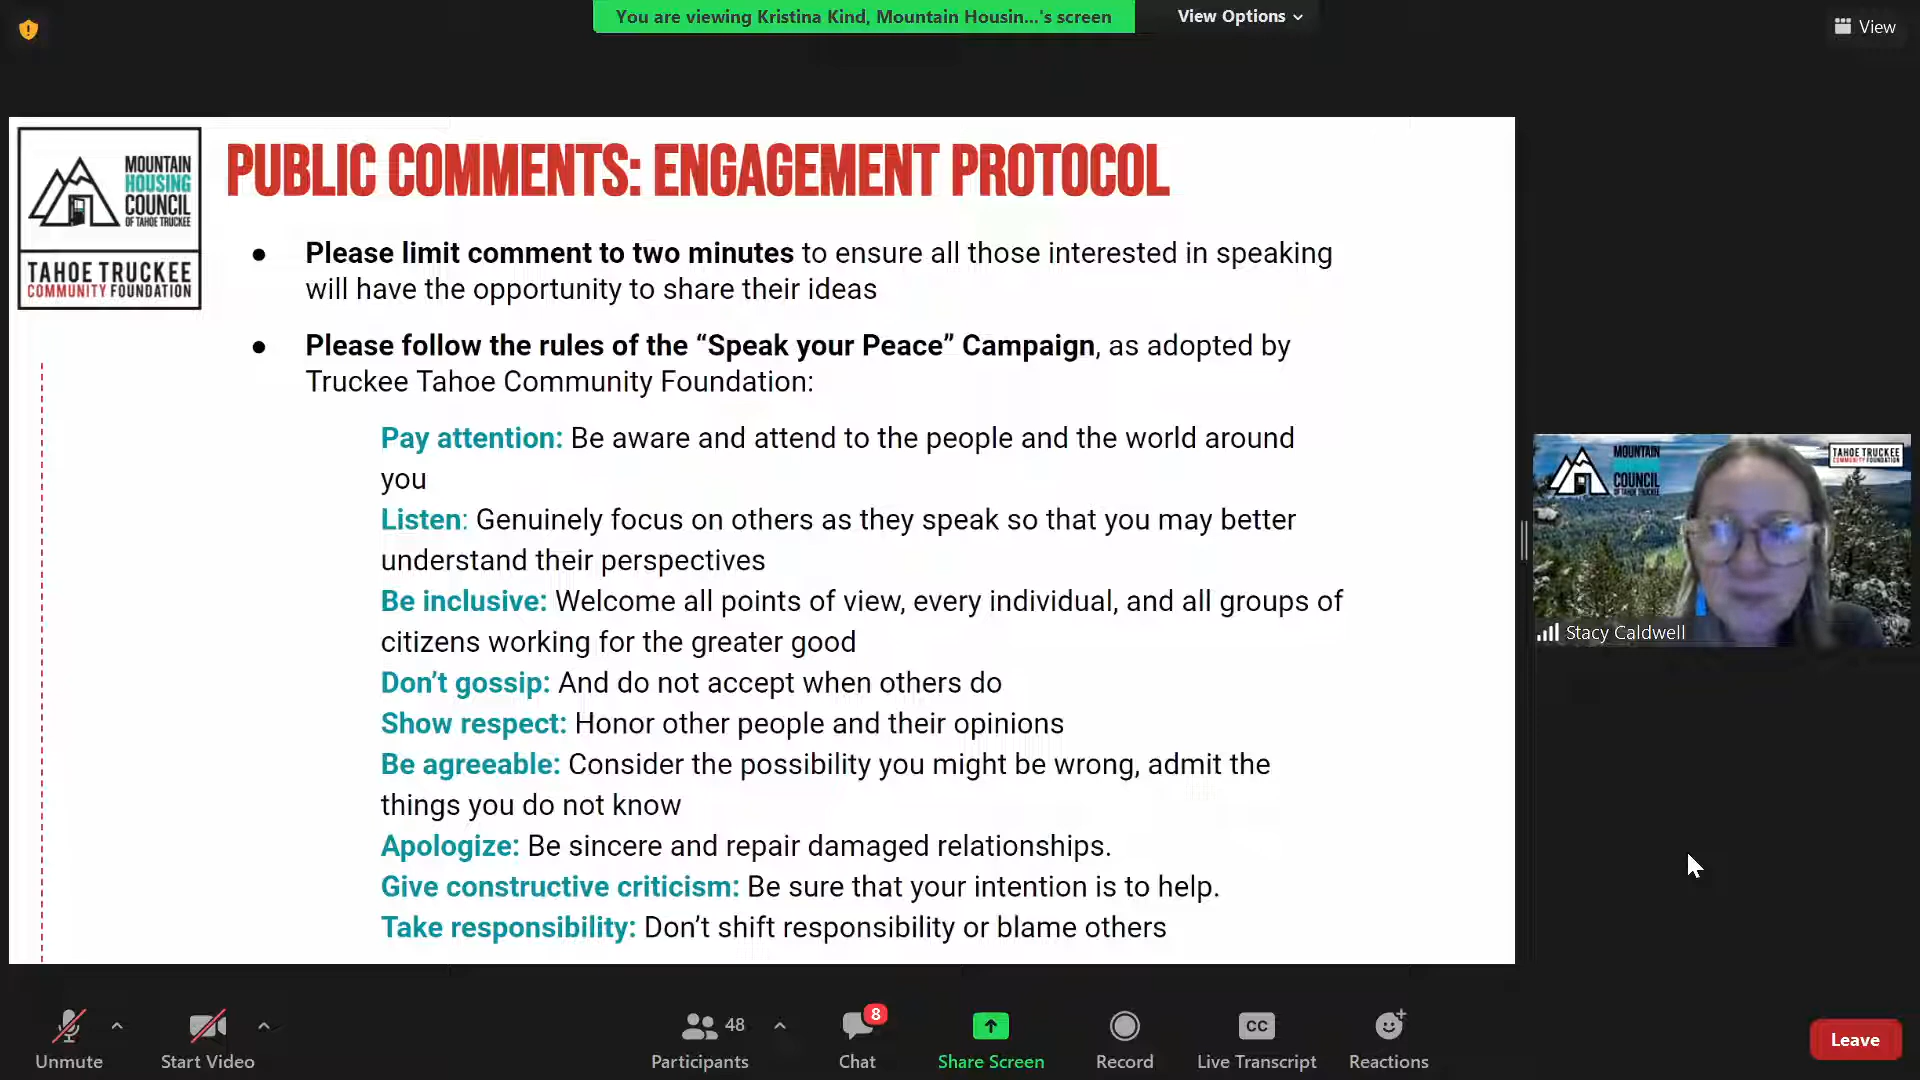 You are viewing Kristina Kind, Mountain Housin...'s screen
View Options
View
MOUNTAIN
HOUSING
COUNCIL
OF TAHOE TRUCKEE
TAHOE TRUCKEE
COMMUNITY FOUNDATION
PUBLIC COMMENTS: ENGAGEMENT PROTOCOL
● Please limit comment to two minutes to ensure all those interested in speaking
will have the opportunity to share their ideas
● Please follow the rules of the “Speak your Peace” Campaign, as adopted by
Truckee Tahoe Community Foundation:
Pay attention: Be aware and attend to the people and the world around
you
Listen: Genuinely focus on others as they speak so that you may better
understand their perspectives
Be inclusive: Welcome all points of view, every individual, and all groups of
citizens working for the greater good
Don’t gossip: And do not accept when others do
Show respect: Honor other people and their opinions
Be agreeable: Consider the possibility you might be wrong, admit the
things you do not know
Apologize: Be sincere and repair damaged relationships.
Give constructive criticism: Be sure that your intention is to help.
Take responsibility: Don’t shift responsibility or blame others
MOUNTAIN
HOUSING
COUNCIL
OF TAHOE TRUCKEE
TAHOE TRUCKEE
COMMUNITY FOUNDATION
Stacy Caldwell
Unmute
Start Video
48
Participants
8
Chat
Share Screen
Record
CC
Live Transcript
Reactions
Leave